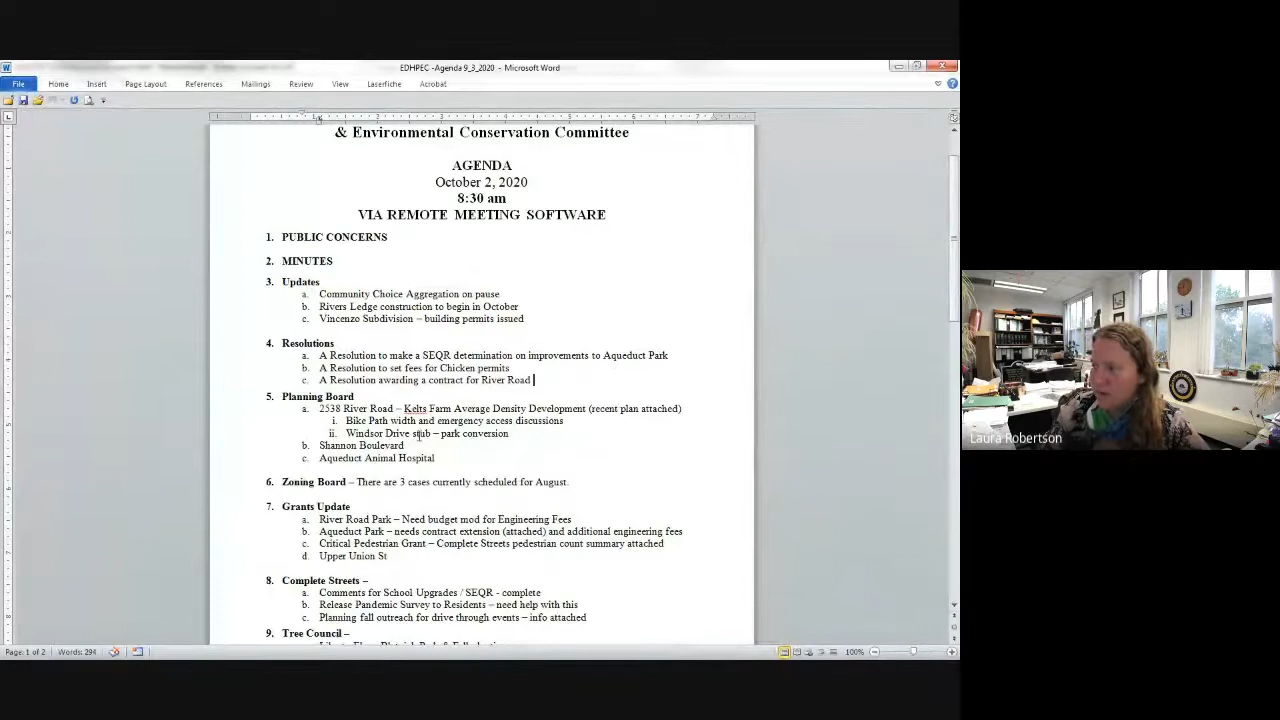 EDHPEC -Agenda 9_3_2020 - Microsoft Word
File Home Insert Page Layout References Mailings Review View Laserfiche Acrobat
& Environmental Conservation Committee
AGENDA
October 2, 2020
8:30 am
VIA REMOTE MEETING SOFTWARE
1. PUBLIC CONCERNS
2. MINUTES
3. Updates
a. Community Choice Aggregation on pause
b. Rivers Ledge construction to begin in October
c. Vincenzo Subdivision – building permits issued
4. Resolutions
a. A Resolution to make a SEQR determination on improvements to Aqueduct Park
b. A Resolution to set fees for Chicken permits
c. A Resolution awarding a contract for River Road
5. Planning Board
a. 2538 River Road – Kelts Farm Average Density Development (recent plan attached)
i. Bike Path width and emergency access discussions
ii. Windsor Drive stub – park conversion
b. Shannon Boulevard
c. Aqueduct Animal Hospital
6. Zoning Board – There are 3 cases currently scheduled for August.
7. Grants Update
a. River Road Park – Need budget mod for Engineering Fees
b. Aqueduct Park – needs contract extension (attached) and additional engineering fees
c. Critical Pedestrian Grant – Complete Streets pedestrian count summary attached
d. Upper Union St
8. Complete Streets –
a. Comments for School Upgrades / SEQR - complete
b. Release Pandemic Survey to Residents – need help with this
c. Planning fall outreach for drive through events – info attached
9. Tree Council –
Page: 1 of 2 Words: 294 100%
Laura Robertson